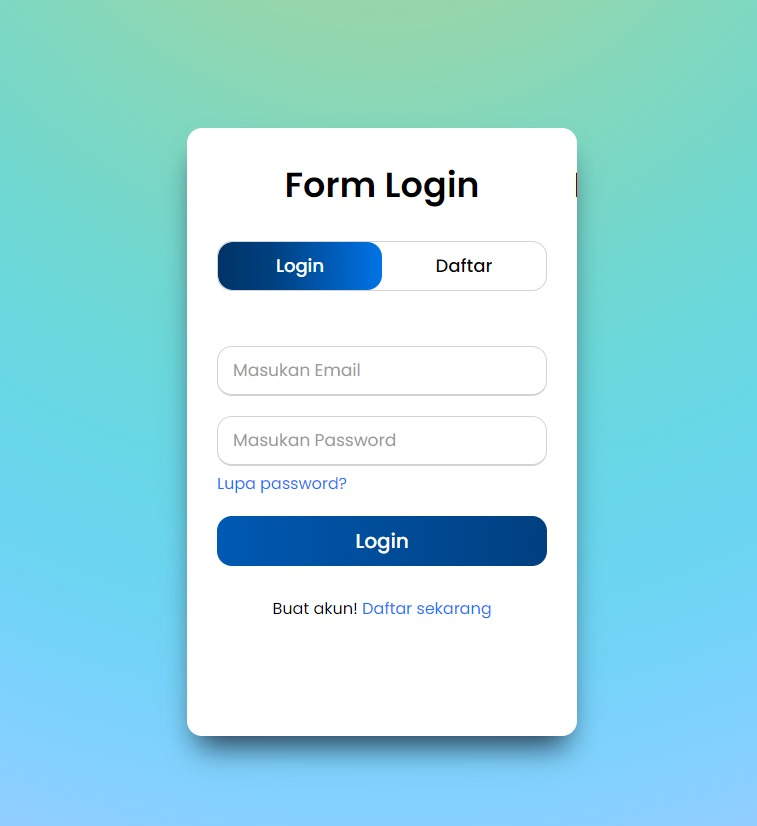 Form Login
Login
Daftar
Masukan Email
Masukan Password
Lupa password?
Login
Buat akun! Daftar sekarang